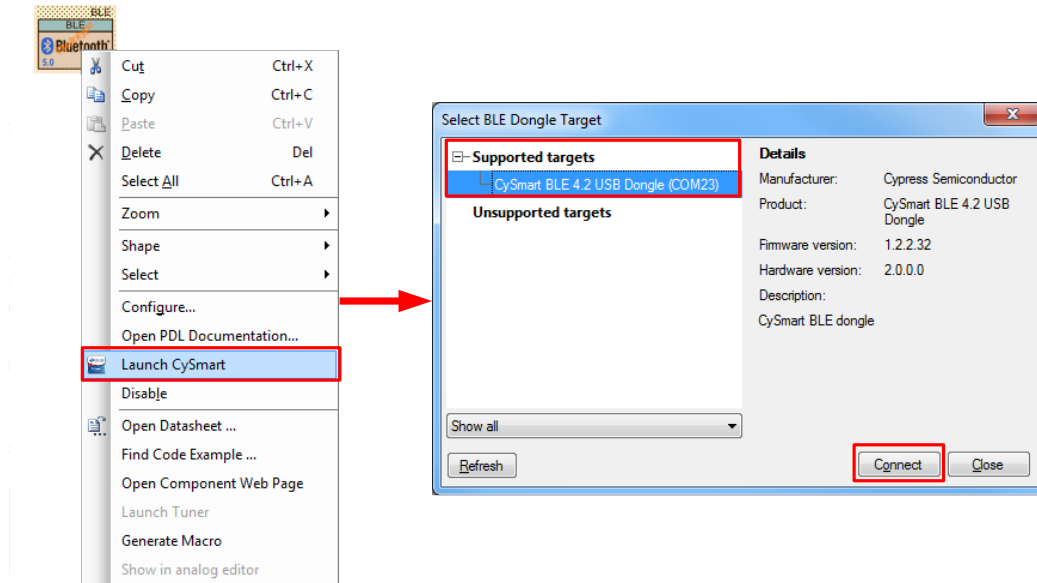 BLE
BLE
Bluetooth
5.0
Cut Ctrl+X
Copy Ctrl+C
Paste Ctrl+V
Delete Del
Select All Ctrl+A
Zoom
Shape
Select
Configure...
Open PDL Documentation...
Launch CySmart
Disable
Open Datasheet ...
Find Code Example ...
Open Component Web Page
Launch Tuner
Generate Macro
Show in analog editor
Select BLE Dongle Target
Supported targets
CySmart BLE 4.2 USB Dongle (COM23)
Unsupported targets
Show all
Refresh
Details
Manufacturer: Cypress Semiconductor
Product: CySmart BLE 4.2 USB
Dongle
Firmware version: 1.2.2.32
Hardware version: 2.0.0.0
Description:
CySmart BLE dongle
Connect Close